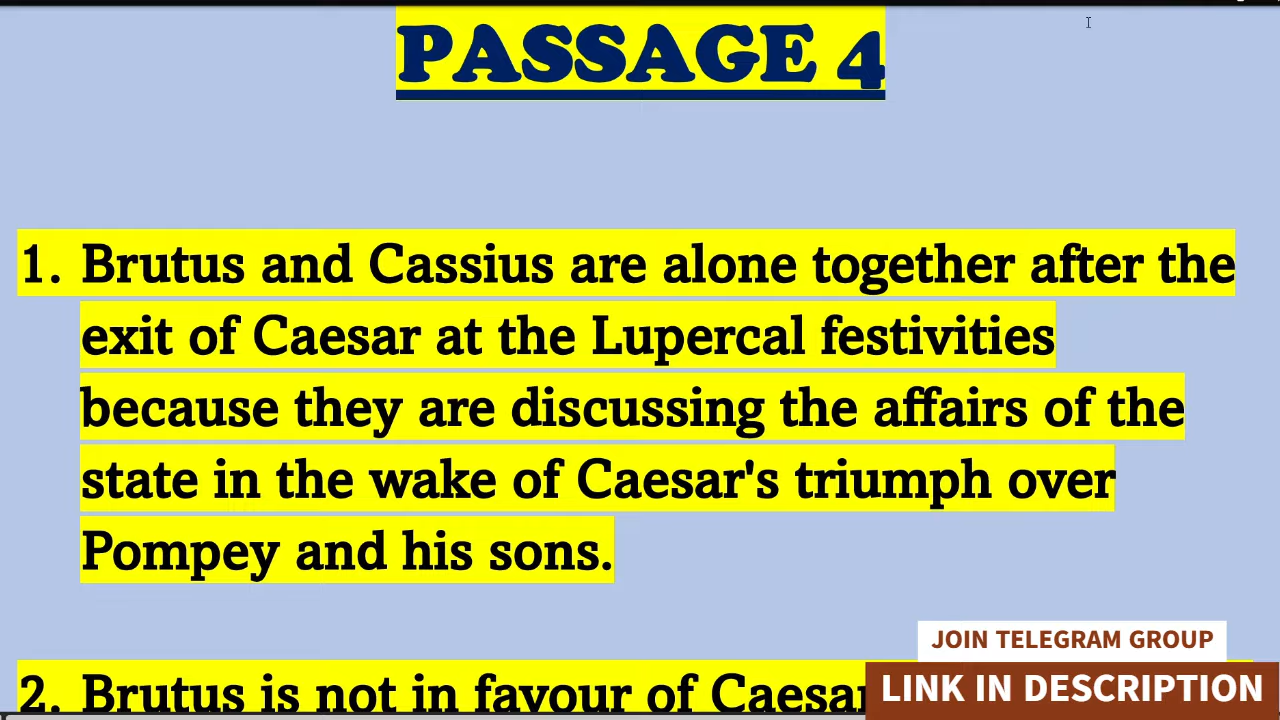 PASSAGE 4
1. Brutus and Cassius are alone together after the
exit of Caesar at the Lupercal festivities
because they are discussing the affairs of the
state in the wake of Caesar's triumph over
Pompey and his sons.
JOIN TELEGRAM GROUP
2. Brutus is not in favour of Caesar
LINK IN DESCRIPTION